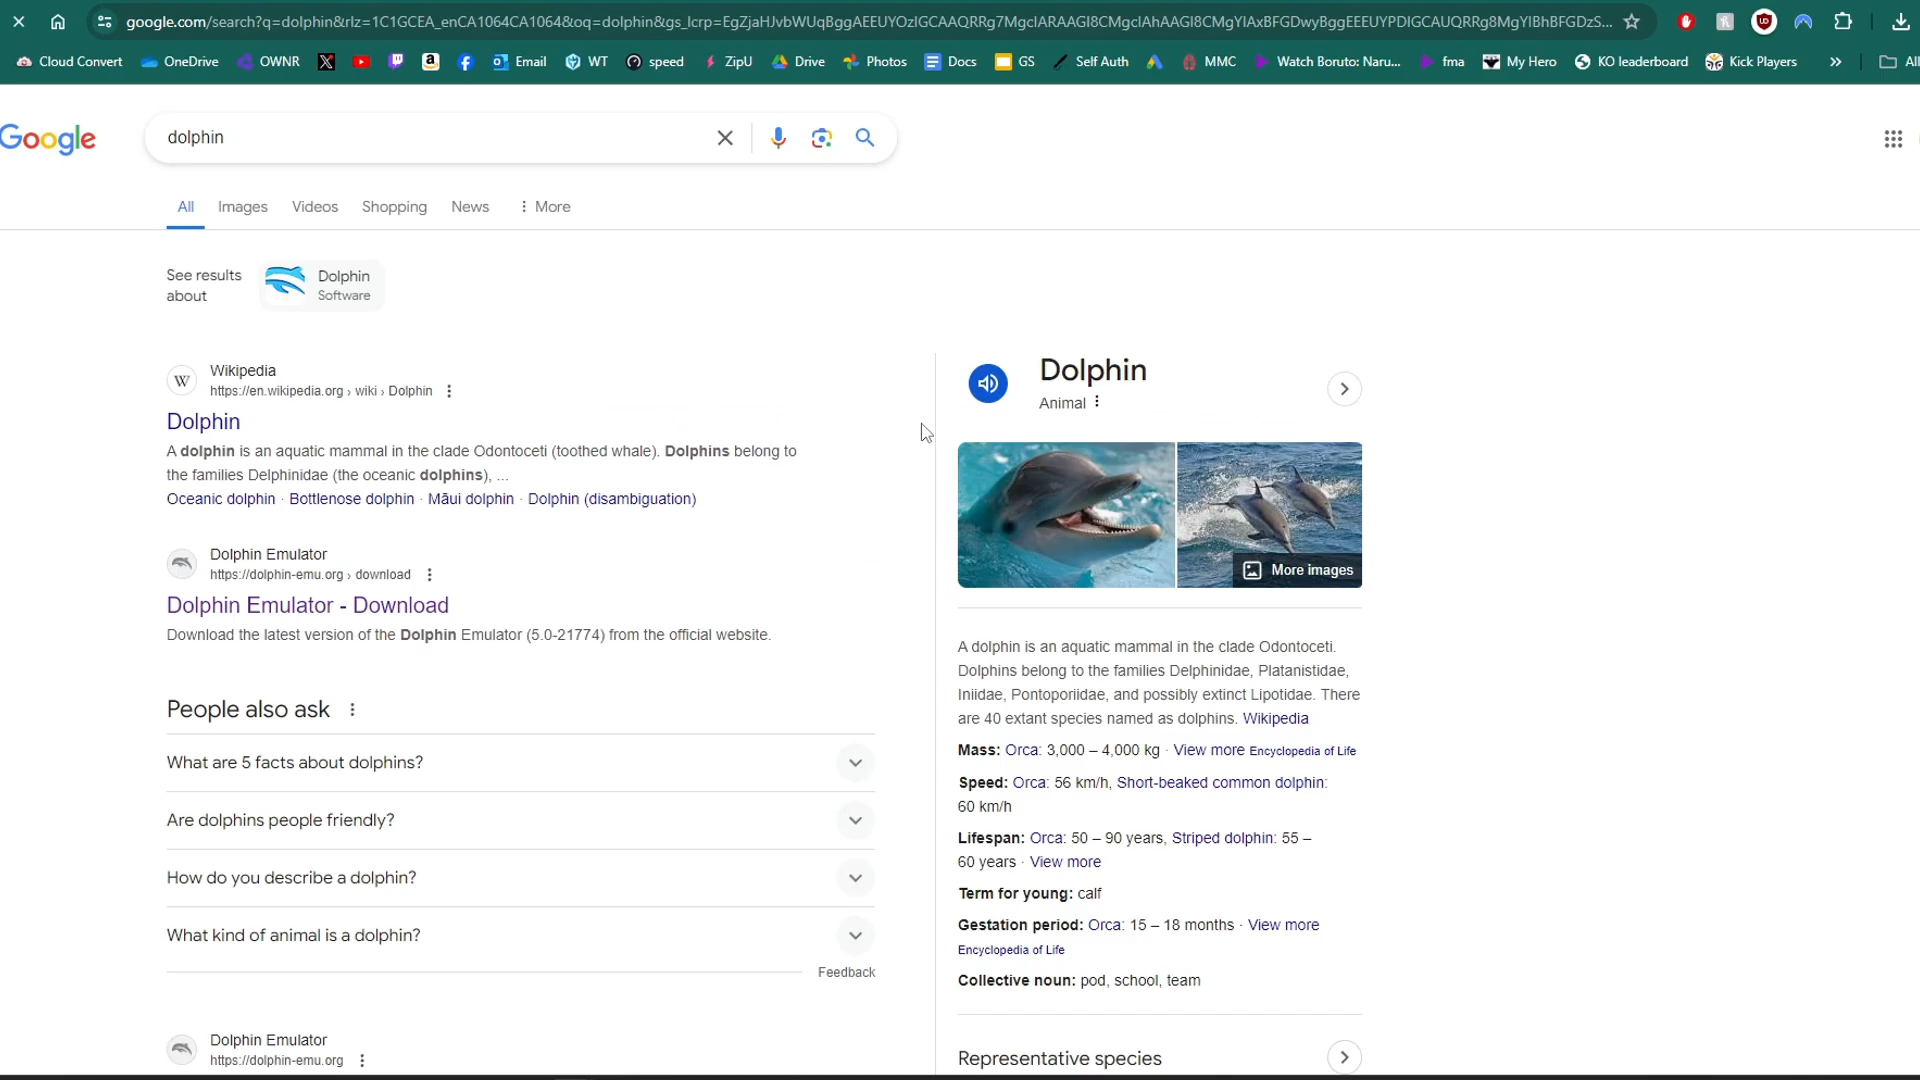 google.com/search?q=dolphin&rlz=1C1GCEA_enCA1064CA1064&oq=dolphin&gs_lcrp=EgZjaHJvbWUqBggAEEUYOzIGCAAQRRg7MgcIARAAGI8CMgcIAhAAGI8CMgYIAxBFGDwyBggEEEUYPDIGCAUQRRg8MgYIBhBFGDzS...
Cloud Convert OneDrive OWNR Email WT speed ZipU Drive Photos Docs GS Self Auth MMC Watch Boruto: Naru... fma My Hero KO leaderboard Kick Players » All
Google
dolphin
All Images Videos Shopping News More
See results about
Dolphin
Software
Wikipedia
https://en.wikipedia.org › wiki › Dolphin
Dolphin
A dolphin is an aquatic mammal in the clade Odontoceti (toothed whale). Dolphins belong to
the families Delphinidae (the oceanic dolphins), ...
Oceanic dolphin · Bottlenose dolphin · Māui dolphin · Dolphin (disambiguation)
Dolphin Emulator
https://dolphin-emu.org › download
Dolphin Emulator - Download
Download the latest version of the Dolphin Emulator (5.0-21774) from the official website.
People also ask
What are 5 facts about dolphins?
Are dolphins people friendly?
How do you describe a dolphin?
What kind of animal is a dolphin?
Feedback
Dolphin Emulator
https://dolphin-emu.org
Dolphin
Animal
More images
A dolphin is an aquatic mammal in the clade Odontoceti.
Dolphins belong to the families Delphinidae, Platanistidae,
Iniidae, Pontoporiidae, and possibly extinct Lipotidae. There
are 40 extant species named as dolphins. Wikipedia
Mass: Orca: 3,000 – 4,000 kg · View more Encyclopedia of Life
Speed: Orca: 56 km/h, Short-beaked common dolphin:
60 km/h
Lifespan: Orca: 50 – 90 years, Striped dolphin: 55 –
60 years · View more
Term for young: calf
Gestation period: Orca: 15 – 18 months · View more
Encyclopedia of Life
Collective noun: pod, school, team
Representative species